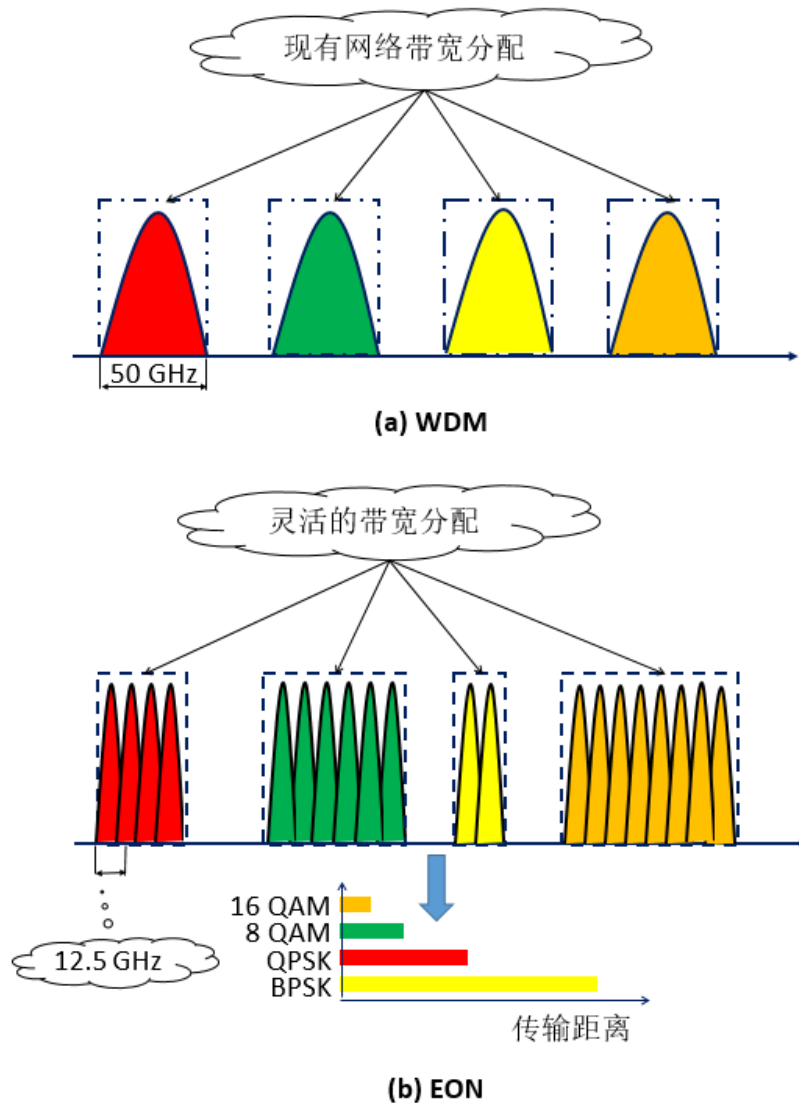 现有网络带宽分配
50 GHz
(a) WDM
灵活的带宽分配
16 QAM
8 QAM
12.5 GHz
QPSK
BPSK
传输距离
(b) EON